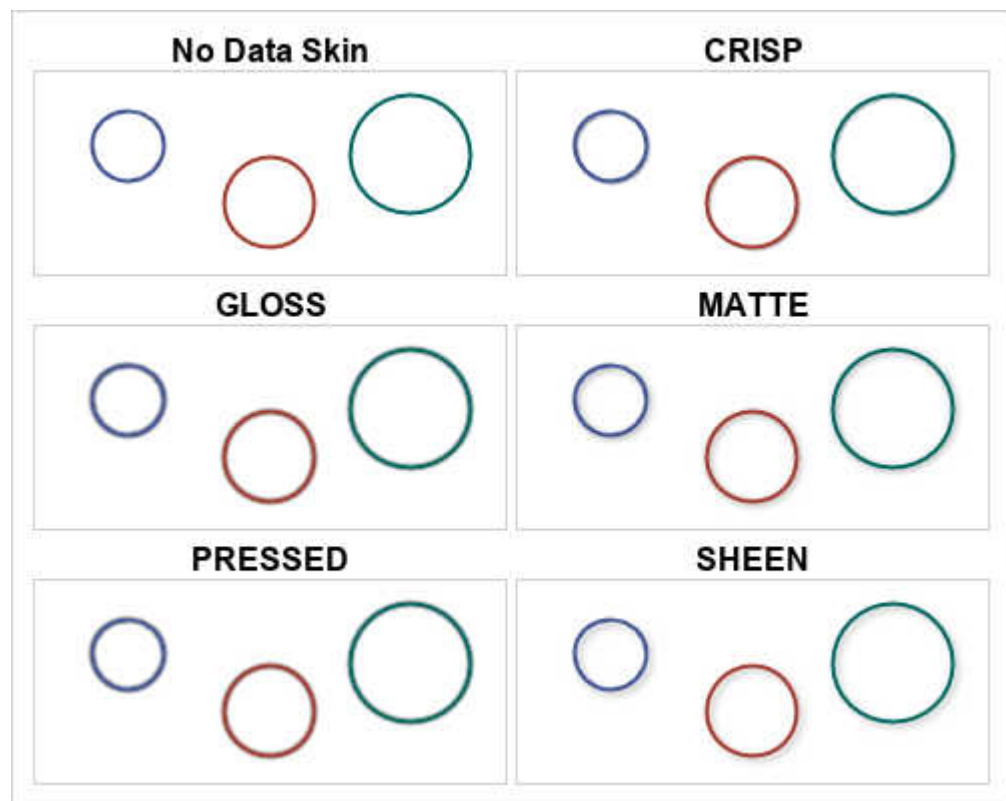 No Data Skin
CRISP
GLOSS
MATTE
PRESSED
SHEEN